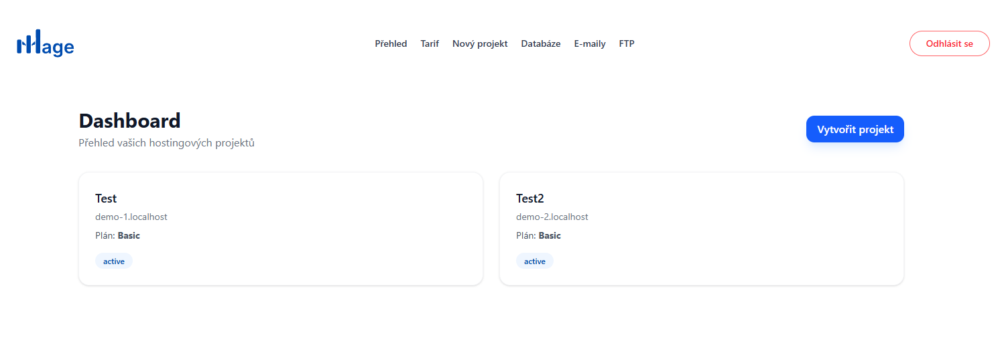 age
Přehled Tarif Nový projekt Databáze E-maily FTP
Odhlásit se
Dashboard
Přehled vašich hostingových projektů
Vytvořit projekt
Test
demo-1.localhost
Plán: Basic
active
Test2
demo-2.localhost
Plán: Basic
active